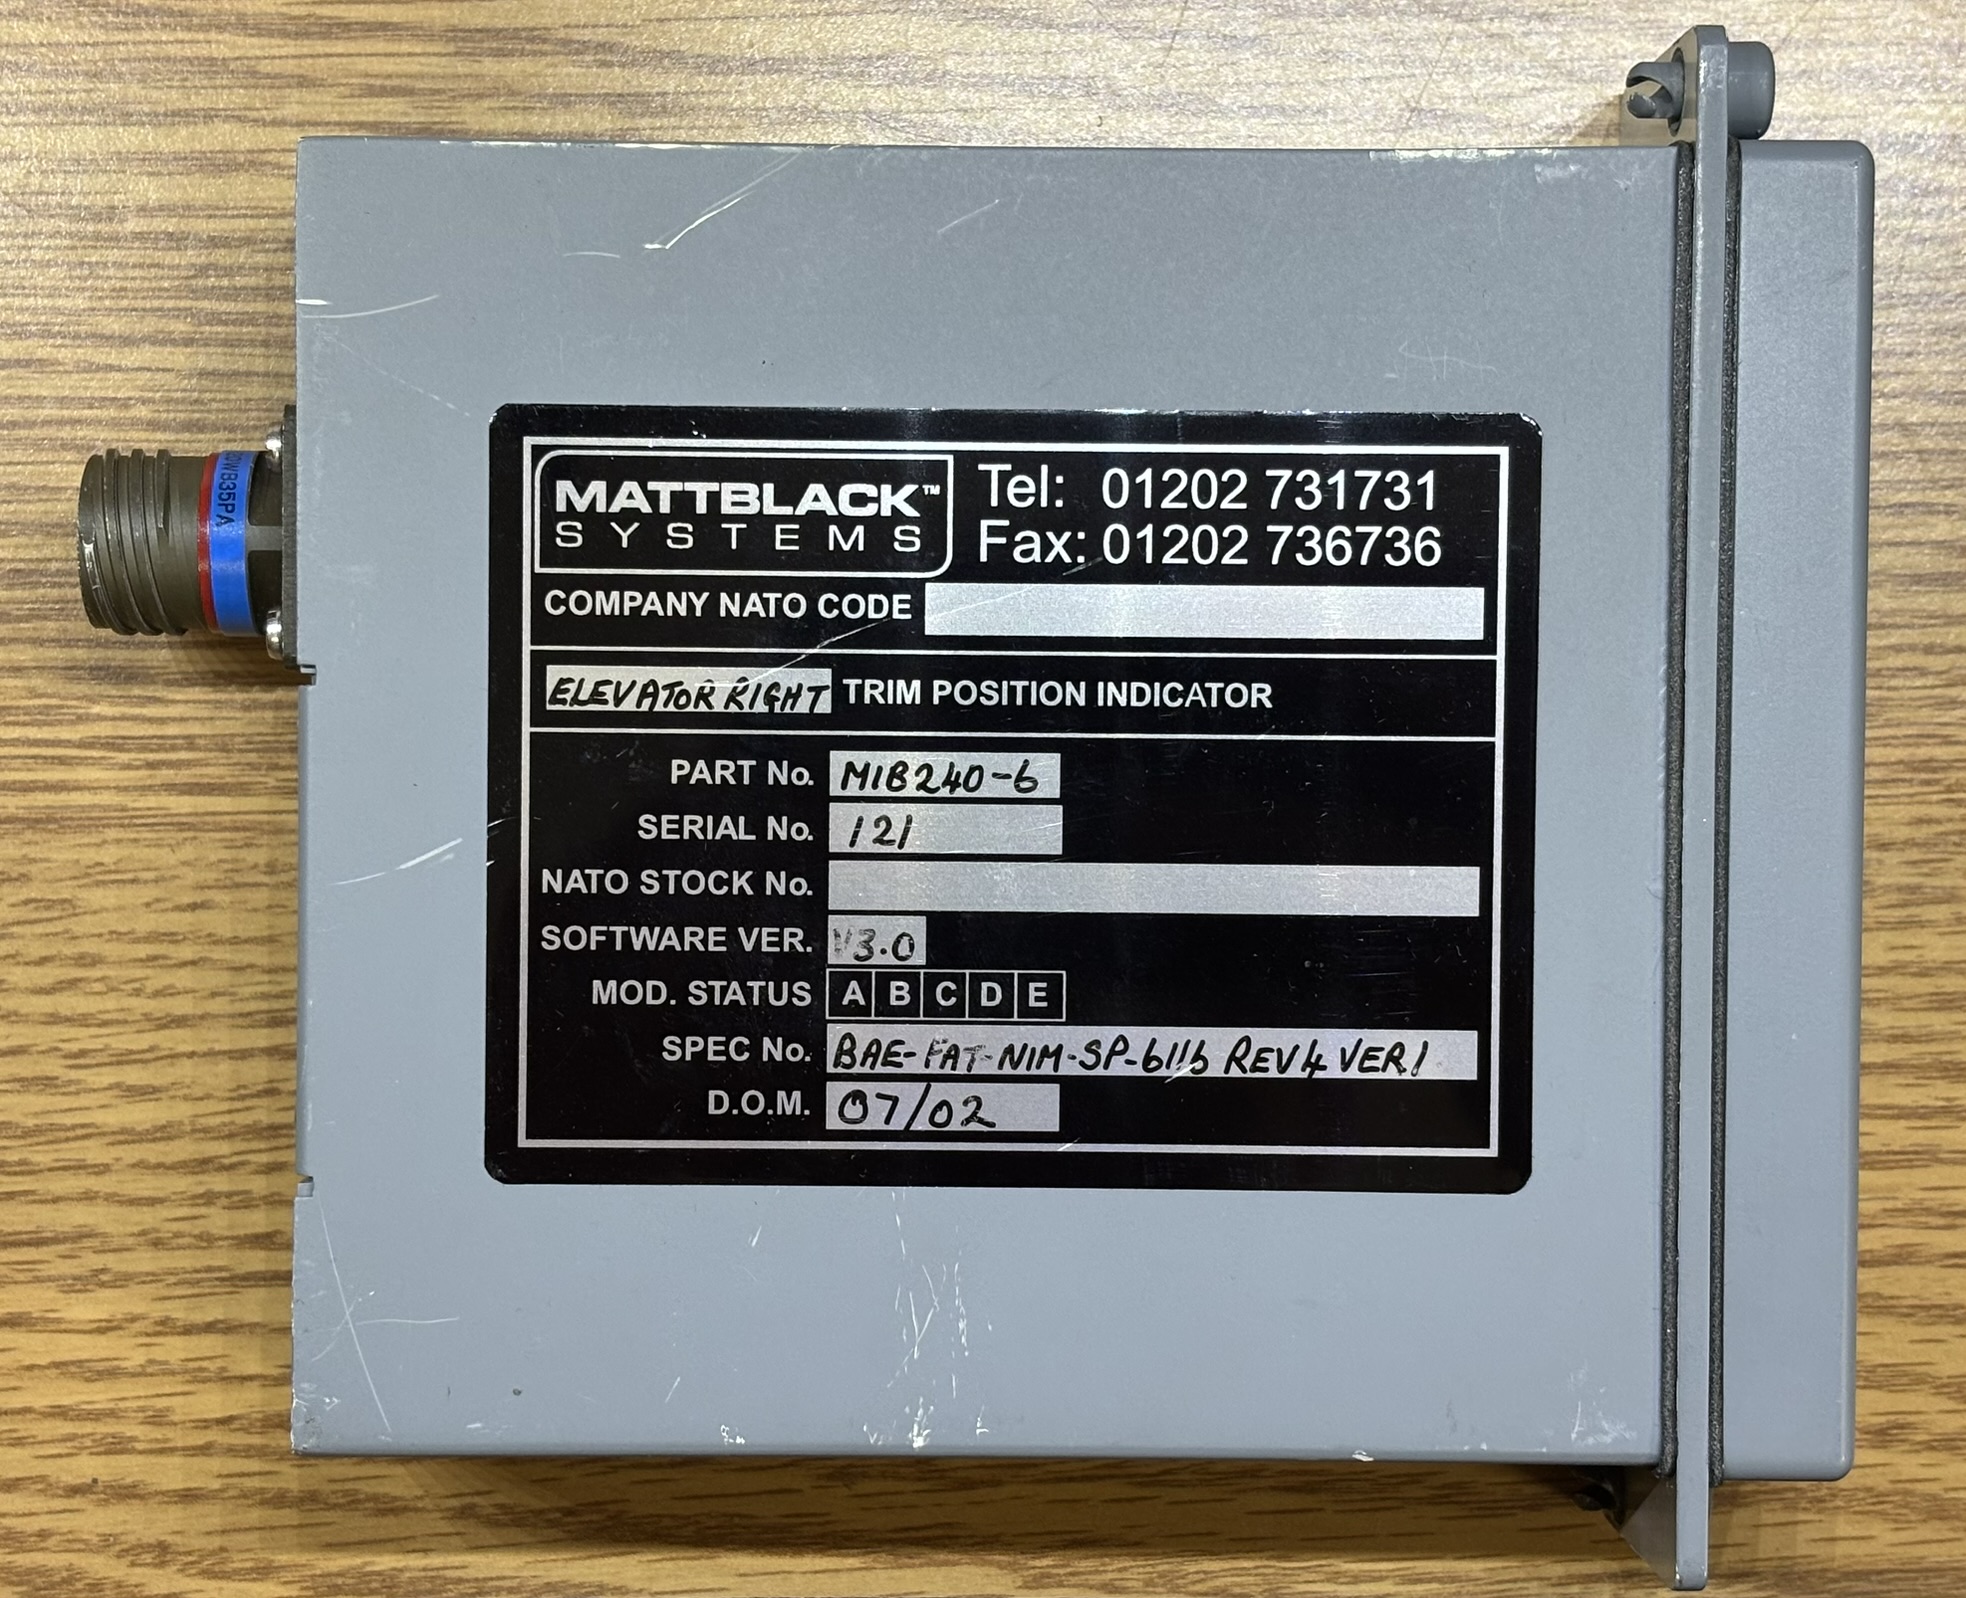 MATTBLACK™
SYSTEMS
Tel: 01202 731731
Fax: 01202 736736
COMPANY NATO CODE
ELEVATOR RIGHT TRIM POSITION INDICATOR
PART No. MIB240-6
SERIAL No. 121
NATO STOCK No.
SOFTWARE VER. V3.0
MOD. STATUS A B C D E
SPEC No. BAE-FAT-NIM-SP-6116 REV4 VER1
D.O.M. 07/02